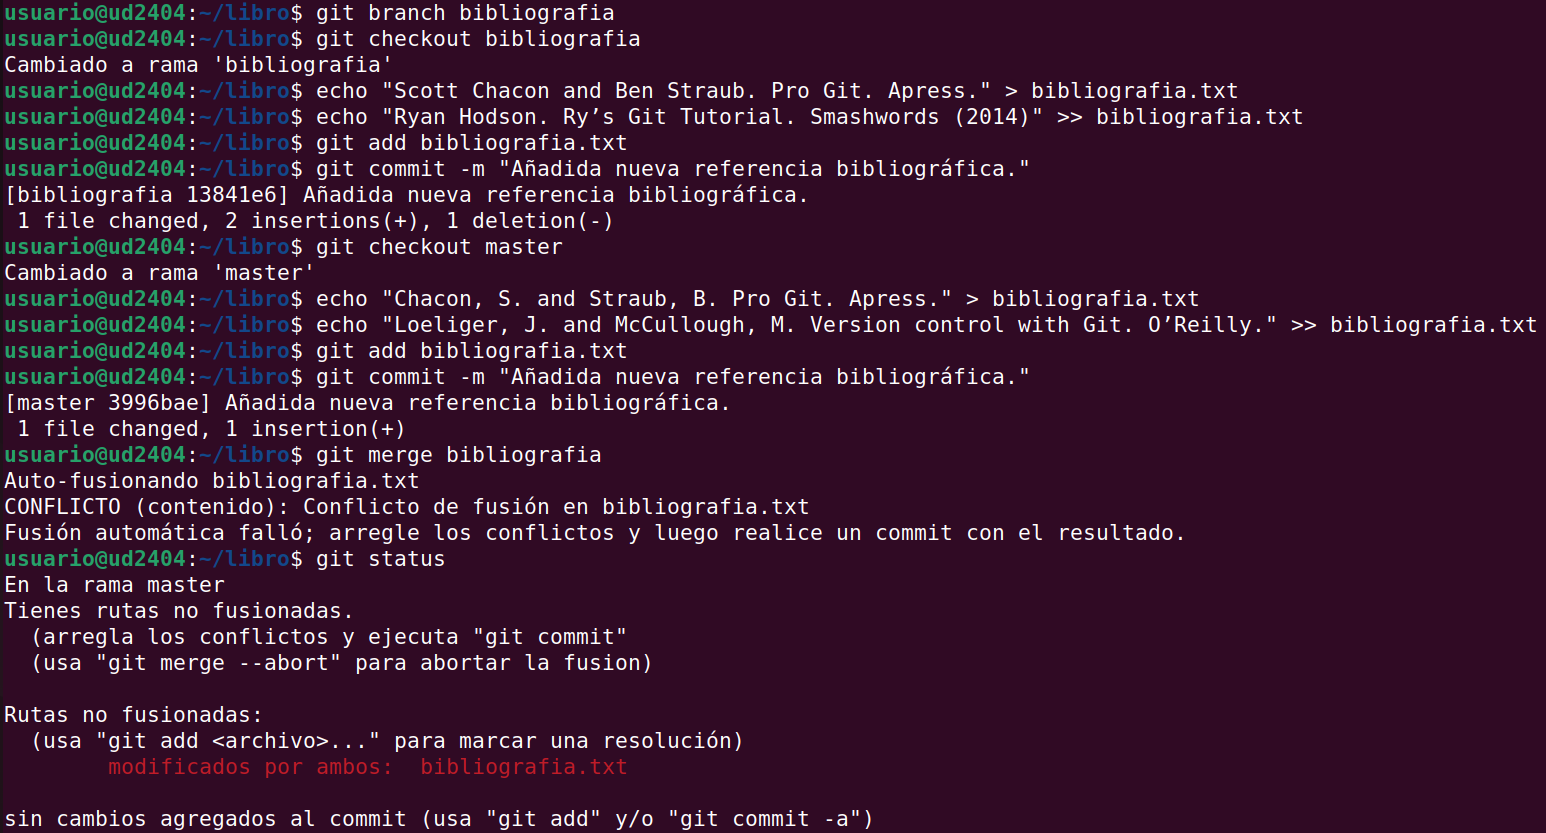 usuario@ud2404:~/libro$ git branch bibliografia
usuario@ud2404:~/libro$ git checkout bibliografia
Cambiado a rama 'bibliografia'
usuario@ud2404:~/libro$ echo "Scott Chacon and Ben Straub. Pro Git. Apress." > bibliografia.txt
usuario@ud2404:~/libro$ echo "Ryan Hodson. Ry’s Git Tutorial. Smashwords (2014)" >> bibliografia.txt
usuario@ud2404:~/libro$ git add bibliografia.txt
usuario@ud2404:~/libro$ git commit -m "Añadida nueva referencia bibliográfica."
[bibliografia 13841e6] Añadida nueva referencia bibliográfica.
 1 file changed, 2 insertions(+), 1 deletion(-)
usuario@ud2404:~/libro$ git checkout master
Cambiado a rama 'master'
usuario@ud2404:~/libro$ echo "Chacon, S. and Straub, B. Pro Git. Apress." > bibliografia.txt
usuario@ud2404:~/libro$ echo "Loeliger, J. and McCullough, M. Version control with Git. O’Reilly." >> bibliografia.txt
usuario@ud2404:~/libro$ git add bibliografia.txt
usuario@ud2404:~/libro$ git commit -m "Añadida nueva referencia bibliográfica."
[master 3996bae] Añadida nueva referencia bibliográfica.
 1 file changed, 1 insertion(+)
usuario@ud2404:~/libro$ git merge bibliografia
Auto-fusionando bibliografia.txt
CONFLICTO (contenido): Conflicto de fusión en bibliografia.txt
Fusión automática falló; arregle los conflictos y luego realice un commit con el resultado.
usuario@ud2404:~/libro$ git status
En la rama master
Tienes rutas no fusionadas.
  (arregla los conflictos y ejecuta "git commit"
  (usa "git merge --abort" para abortar la fusion)

Rutas no fusionadas:
  (usa "git add <archivo>..." para marcar una resolución)
        modificados por ambos:  bibliografia.txt

sin cambios agregados al commit (usa "git add" y/o "git commit -a")